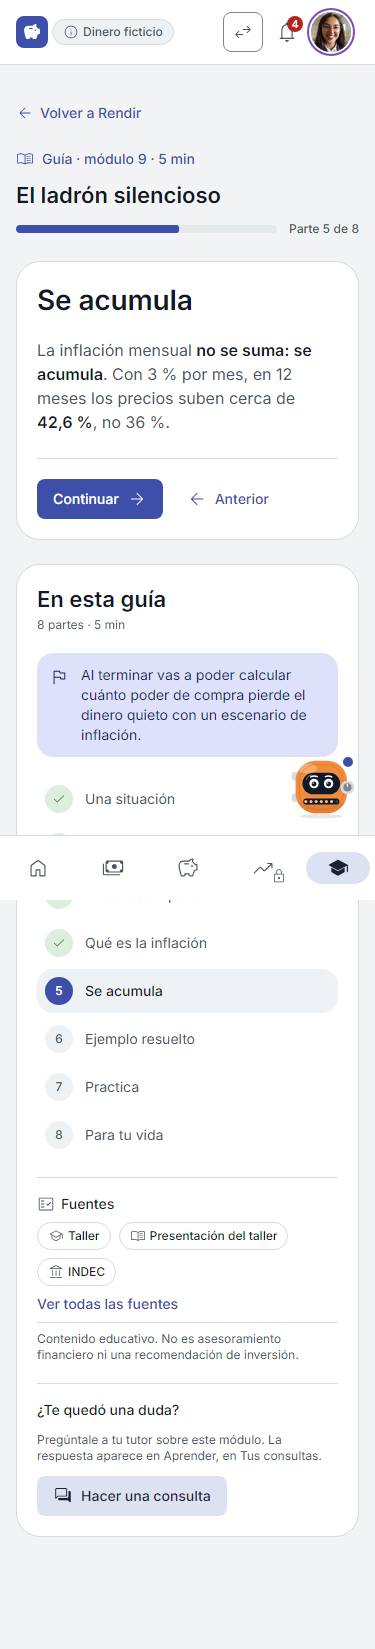 Dinero ficticio
4
Volver a Rendir
Guía · módulo 9 · 5 min
El ladrón silencioso
Parte 5 de 8
Se acumula
La inflación mensual no se suma: se
acumula. Con 3 % por mes, en 12
meses los precios suben cerca de
42,6 %, no 36 %.
Continuar
Anterior
En esta guía
8 partes · 5 min
Al terminar vas a poder calcular
cuánto poder de compra pierde el
dinero quieto con un escenario de
inflación.
Una situación
Qué es la inflación
5 Se acumula
6 Ejemplo resuelto
7 Practica
8 Para tu vida
Fuentes
Taller
Presentación del taller
INDEC
Ver todas las fuentes
Contenido educativo. No es asesoramiento
financiero ni una recomendación de inversión.
¿Te quedó una duda?
Pregúntale a tu tutor sobre este módulo. La
respuesta aparece en Aprender, en Tus consultas.
Hacer una consulta